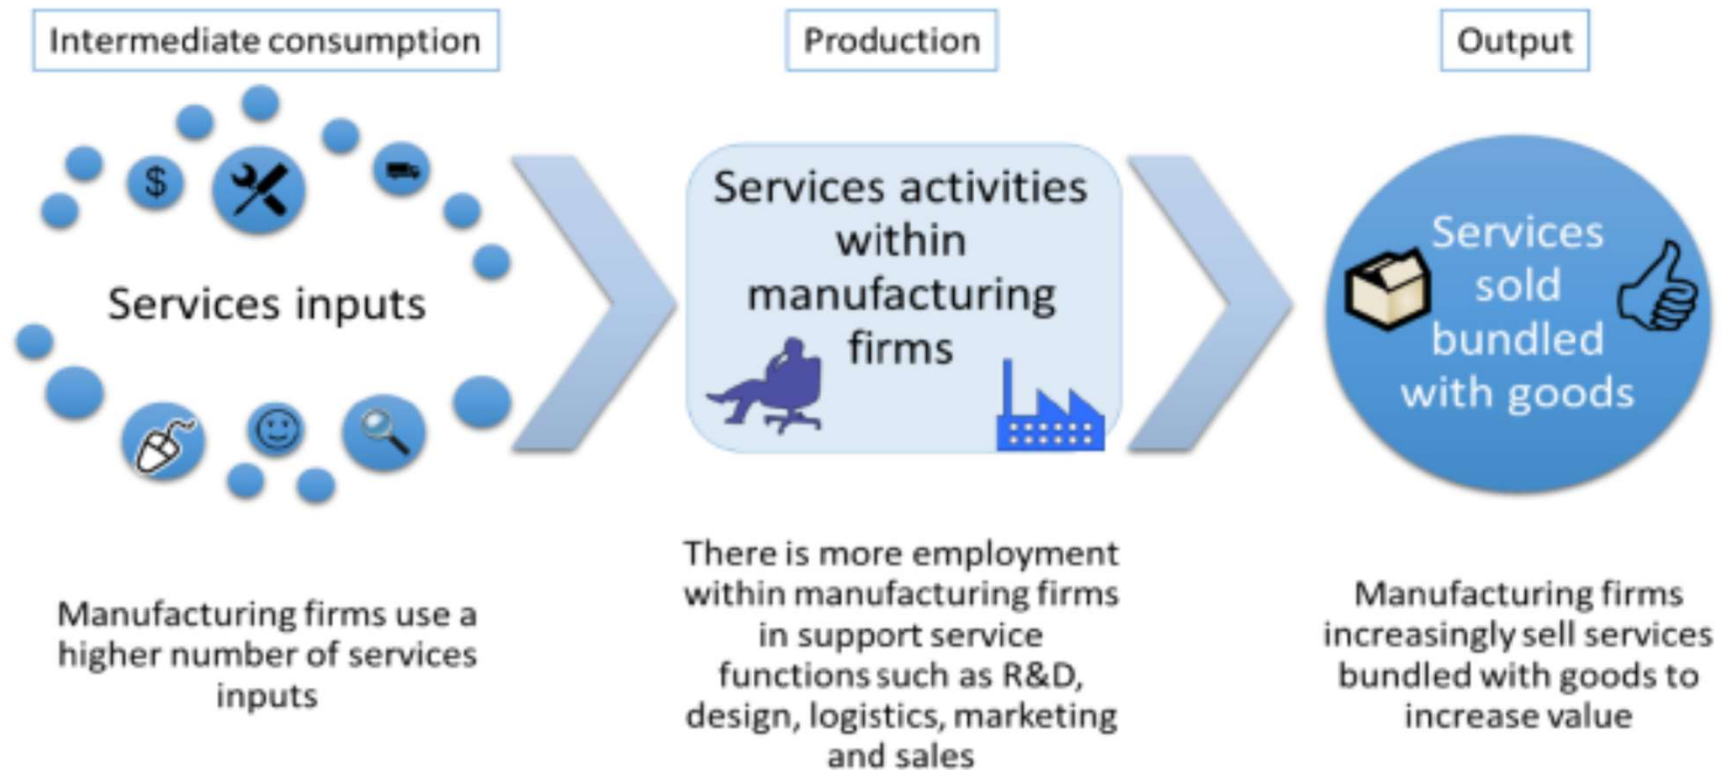 Intermediate consumption
Production
Output
$
Services inputs
Services activities
within
manufacturing
firms
Services
sold
bundled
with goods
Manufacturing firms use a
higher number of services
inputs
There is more employment
within manufacturing firms
in support service
functions such as R&D,
design, logistics, marketing
and sales
Manufacturing firms
increasingly sell services
bundled with goods to
increase value